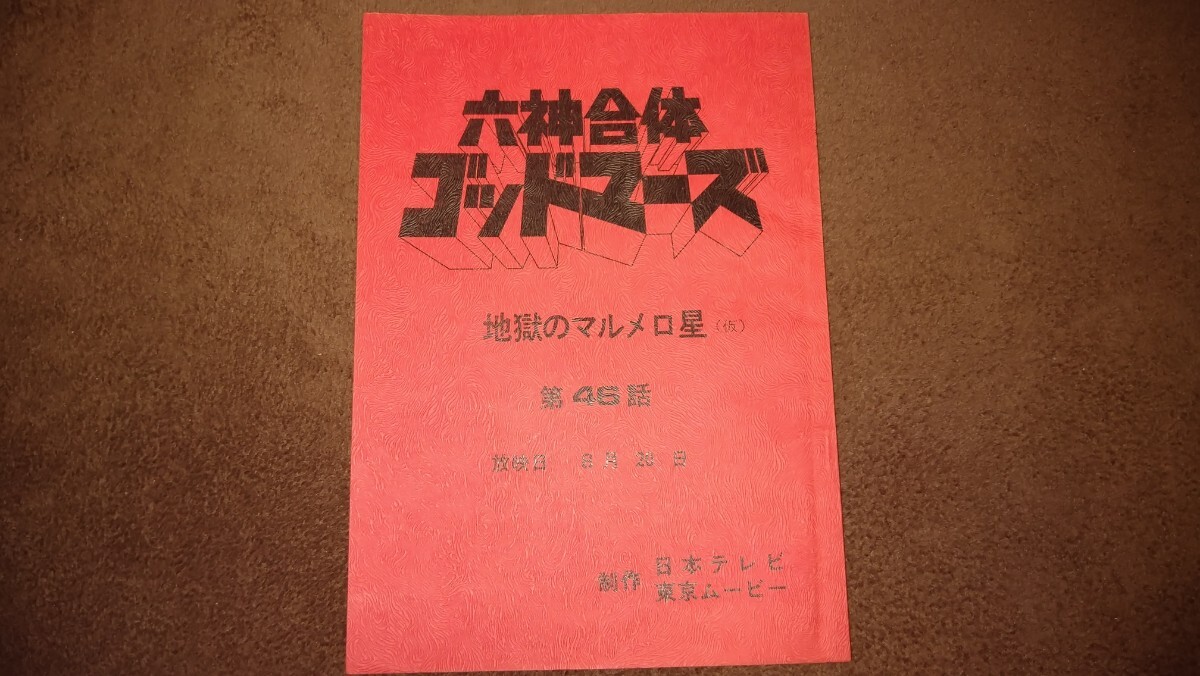 六神合体
ゴッドマーズ
地獄のマルメロ星(仮)
第 46 話
放映日 月 日
制作 日本テレビ
東京ムービー